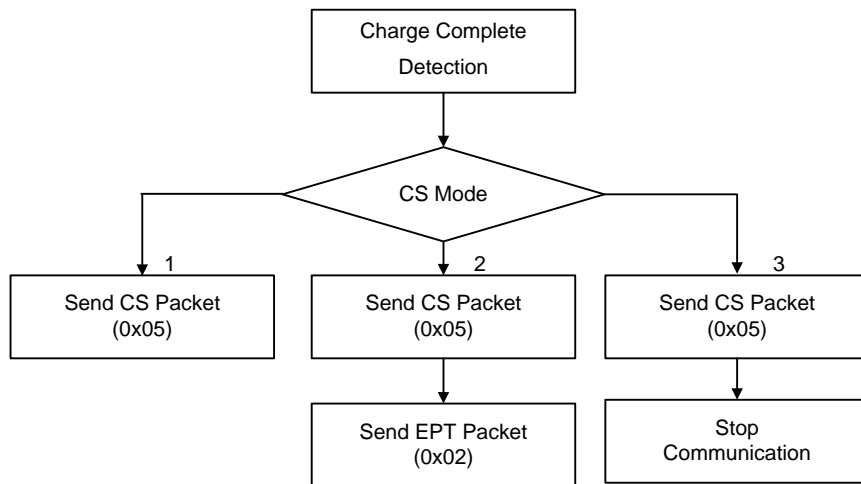 Charge Complete
Detection
CS Mode
1
2
3
Send CS Packet
(0x05)
Send CS Packet
(0x05)
Send CS Packet
(0x05)
Send EPT Packet
(0x02)
Stop
Communication